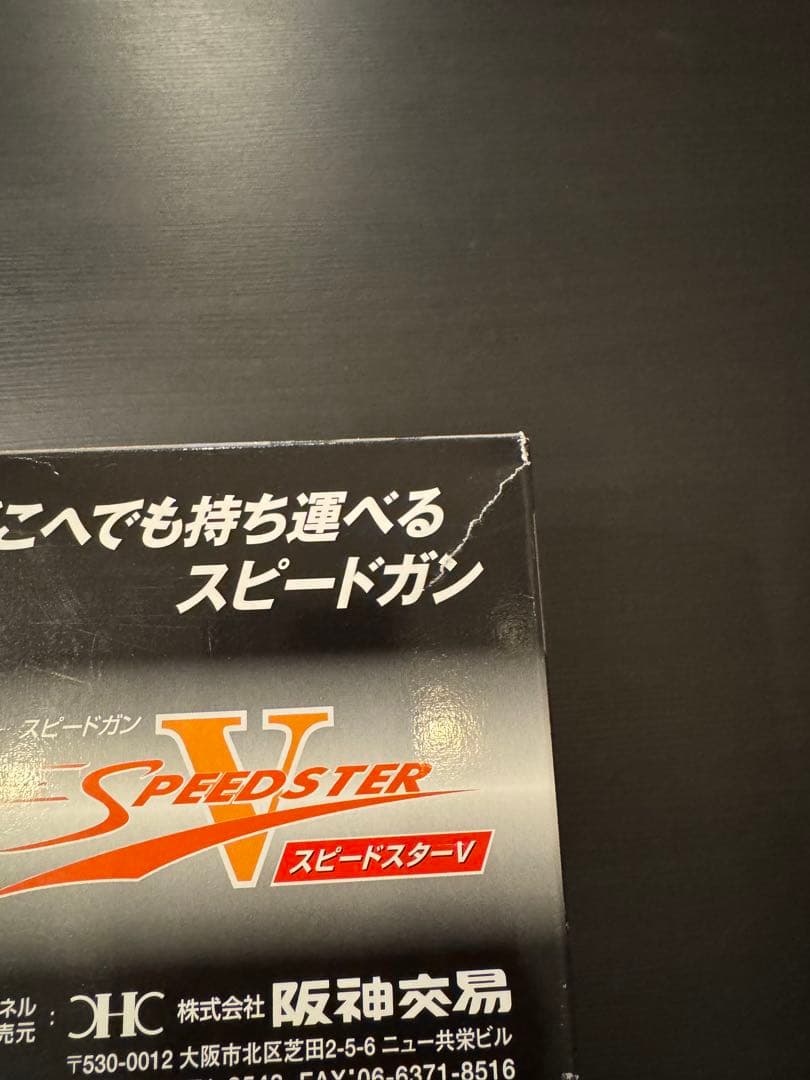 こへでも持ち運べる
スピードガン
スピードガン
SPEEDSTER V
スピードスターV
ネル
売元 : HC 株式会社 阪神交易
〒530-0012 大阪市北区芝田2-5-6 ニュー共栄ビル
FAX:06-6371-8516